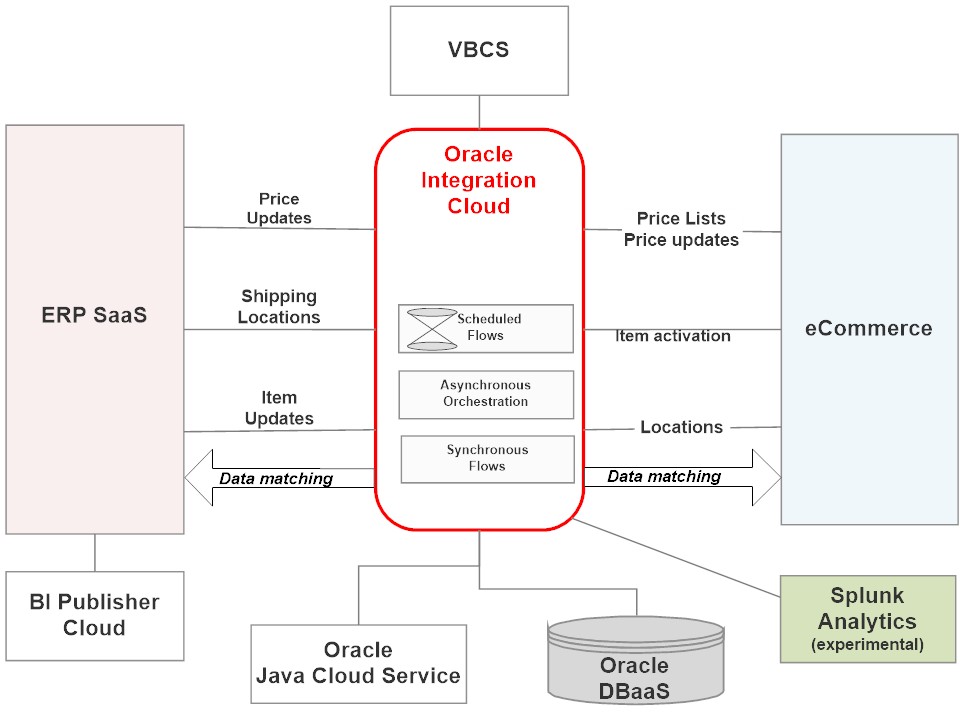 VBCS
Oracle
Integration
Cloud
Price
Updates
Price Lists
Price updates
ERP SaaS
Shipping
Locations
Scheduled
Flows
Item activation
eCommerce
Asynchronous
Orchestration
Item
Updates
Locations
Synchronous
Flows
Data matching
Data matching
BI Publisher
Cloud
Oracle
Java Cloud Service
Oracle
DBaaS
Splunk
Analytics
(experimental)